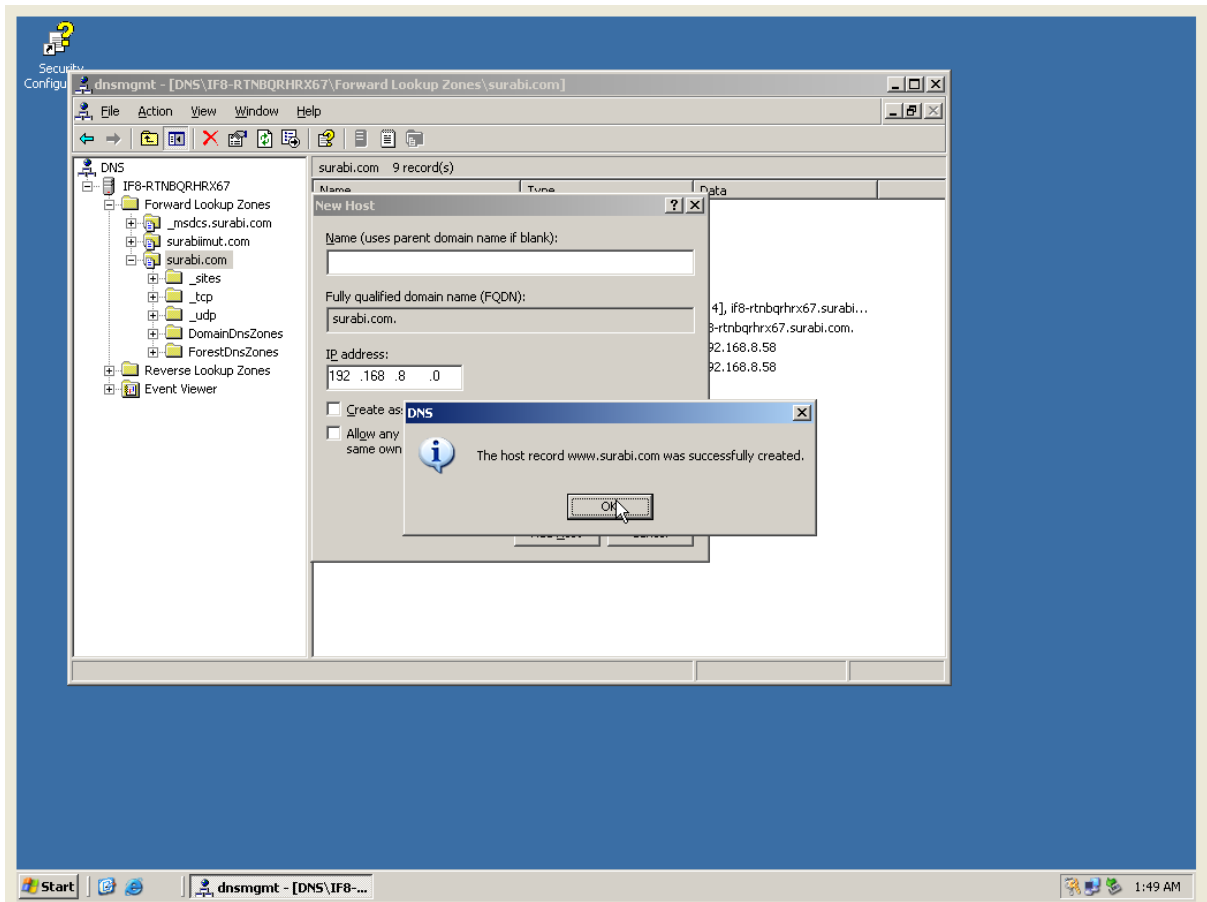 Security
Configu
dnsmgmt - [DNS\IF8-RTNBQRHRX67\Forward Lookup Zones\surabi.com]
File Action View Window Help
DNS
IF8-RTNBQRHRX67
Forward Lookup Zones
_msdcs.surabi.com
surabiimut.com
surabi.com
_sites
_tcp
_udp
DomainDnsZones
ForestDnsZones
Reverse Lookup Zones
Event Viewer
surabi.com 9 record(s)
Name Type Data
4], if8-rtnbqrhrx67.surabi...
8-rtnbqrhrx67.surabi.com.
92.168.8.58
92.168.8.58
New Host
Name (uses parent domain name if blank):
Fully qualified domain name (FQDN):
surabi.com.
IP address:
192 .168 .8 .0
Create as
Allow any
same own
DNS
The host record www.surabi.com was successfully created.
OK
Add Host Cancel
Start dnsmgmt - [DNS\IF8-... 1:49 AM